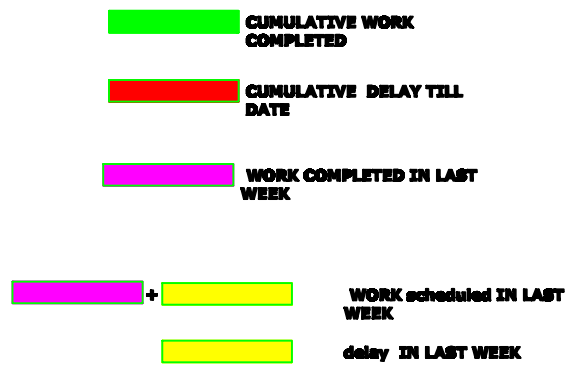 CUMULATIVE WORK
COMPLETED
CUMULATIVE DELAY TILL
DATE
WORK COMPLETED IN LAST
WEEK
+ WORK scheduled IN LAST
WEEK
delay IN LAST WEEK